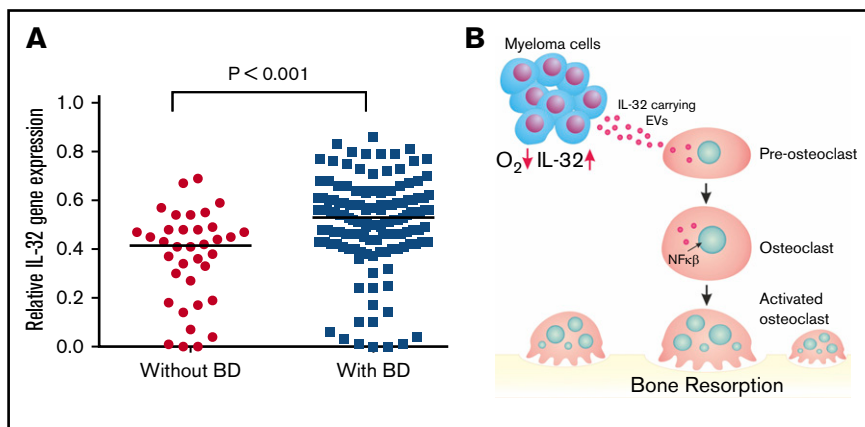 A
P < 0.001
Relative IL-32 gene expression
1.0
0.8
0.6
0.4
0.2
0.0
Without BD
With BD
B
Myeloma cells
IL-32 carrying
EVs
O₂ IL-32
Pre-osteoclast
Osteoclast
NFκβ
Activated
osteoclast
Bone Resorption